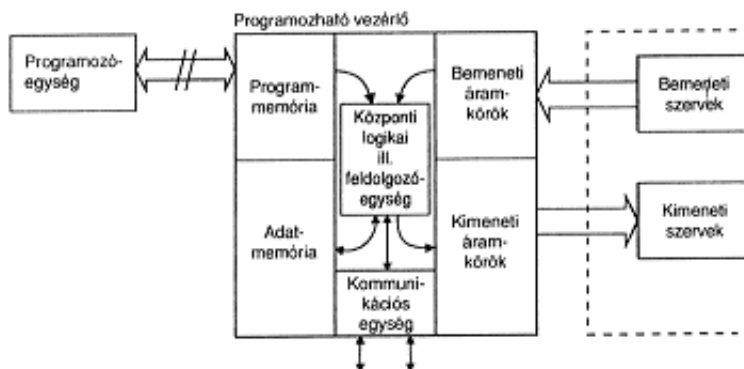 Programozható vezérlő
Programozó-
egység
Program-
memória
Bemeneti
áram-
körök
Bemeneti
szervek
Központi
logikai
ill.
feldolgozó-
egység
Adat-
memória
Kimeneti
áram-
körök
Kimeneti
szervek
Kommuni-
kációs
egység